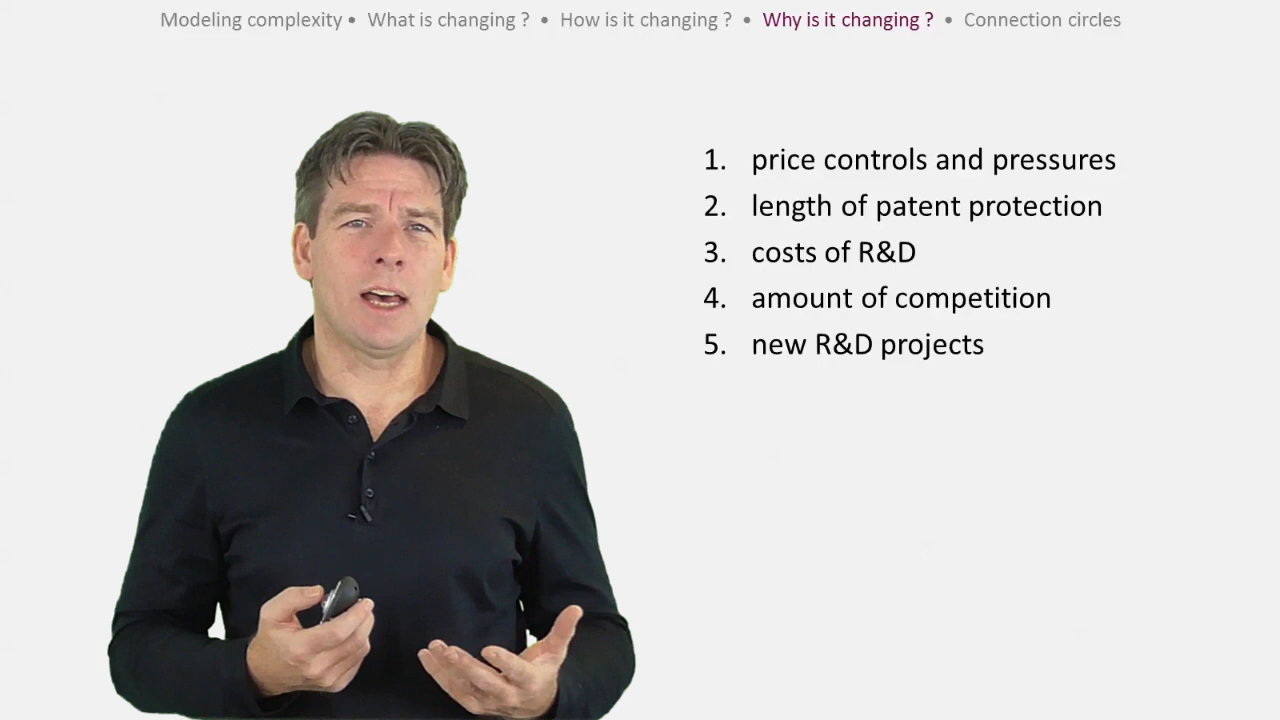 Modeling complexity • What is changing ? • How is it changing ? • Why is it changing ? • Connection circles
1. price controls and pressures
2. length of patent protection
3. costs of R&D
4. amount of competition
5. new R&D projects